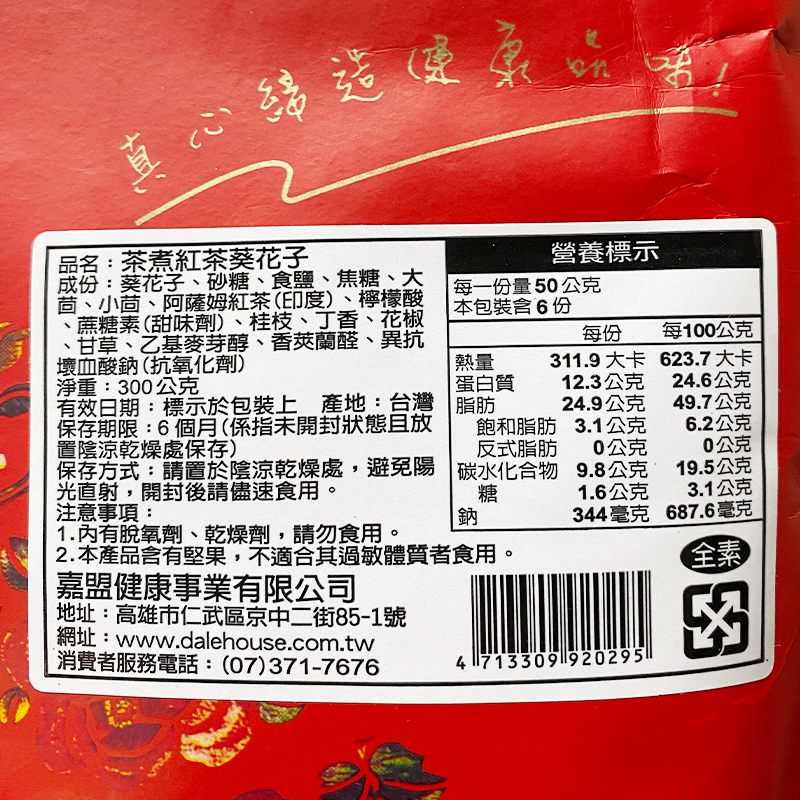 真心緣造健康品味!
品名：茶煮紅茶葵花子
成份：葵花子、砂糖、食鹽、焦糖、大
茴、小茴、阿薩姆紅茶(印度)、檸檬酸
、蔗糖素(甜味劑)、桂枝、丁香、花椒
、甘草、乙基麥芽醇、香莢蘭醛、異抗
壞血酸鈉(抗氧化劑)
淨重：300公克
有效日期：標示於包裝上 產地：台灣
保存期限：6個月(係指未開封狀態且放
置陰涼乾燥處保存)
保存方式：請置於陰涼乾燥處，避免陽
光直射，開封後請儘速食用。
注意事項：
1.內有脫氧劑、乾燥劑，請勿食用。
2.本產品含有堅果，不適合其過敏體質者食用。
嘉盟健康事業有限公司
地址：高雄市仁武區京中二街85-1號
網址：www.dalehouse.com.tw
消費者服務電話：(07)371-7676
營養標示
每一份量50公克
本包裝含6份
每份 每100公克
熱量 311.9大卡 623.7大卡
蛋白質 12.3公克 24.6公克
脂肪 24.9公克 49.7公克
飽和脂肪 3.1公克 6.2公克
反式脂肪 0公克 0公克
碳水化合物 9.8公克 19.5公克
糖 1.6公克 3.1公克
鈉 344毫克 687.6毫克
全素
4 713309 920295